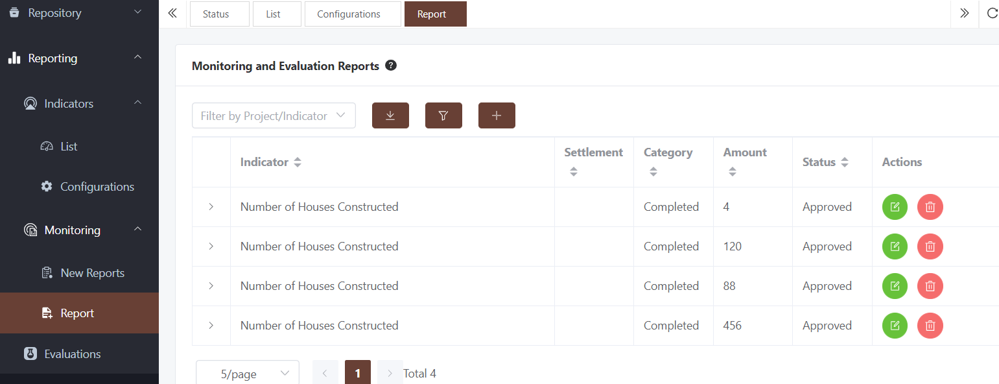 Repository
Reporting
Indicators
List
Configurations
Monitoring
New Reports
Report
Evaluations
Status
List
Configurations
Report
Monitoring and Evaluation Reports ?
Filter by Project/Indicator
Indicator
Settlement
Category
Amount
Status
Actions
Number of Houses Constructed Completed 4 Approved
Number of Houses Constructed Completed 120 Approved
Number of Houses Constructed Completed 88 Approved
Number of Houses Constructed Completed 456 Approved
5/page
1
Total 4